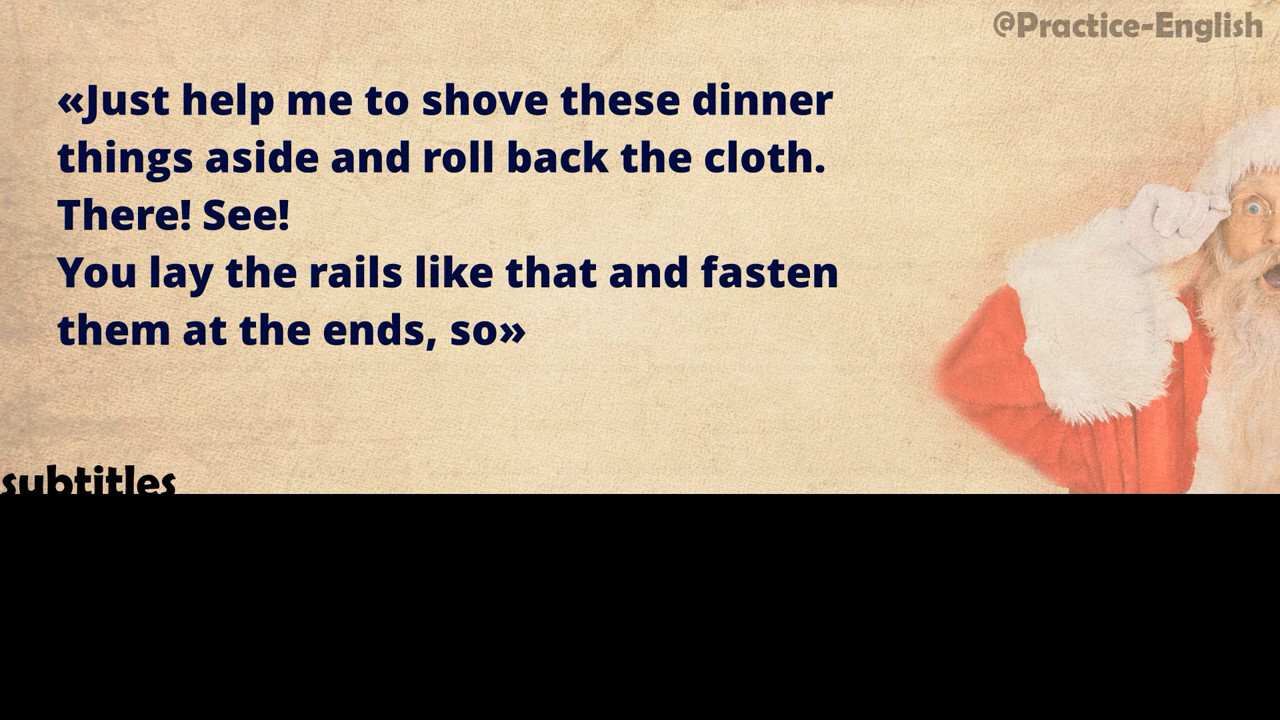 @Practice-English
«Just help me to shove these dinner
things aside and roll back the cloth.
There! See!
You lay the rails like that and fasten
them at the ends, so»
subtitles